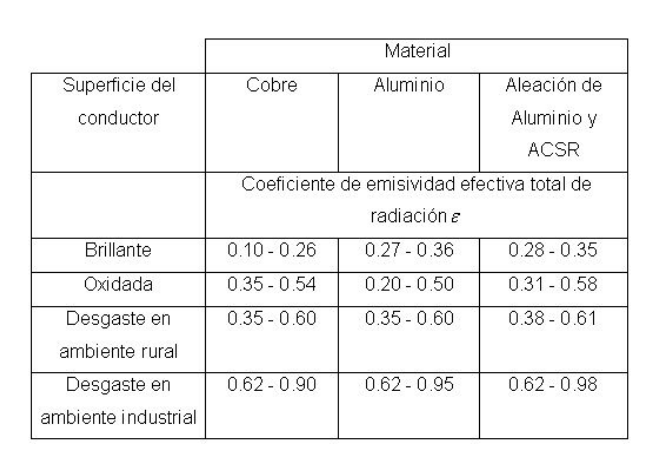 Material
Superficie del
conductor
Cobre
Aluminio
Aleación de
Aluminio y
ACSR
Coeficiente de emisividad efectiva total de
radiación ε
Brillante 0.10 - 0.26 0.27 - 0.36 0.28 - 0.35
Oxidada 0.35 - 0.54 0.20 - 0.50 0.31 - 0.58
Desgaste en
ambiente rural
0.35 - 0.60 0.35 - 0.60 0.38 - 0.61
Desgaste en
ambiente industrial
0.62 - 0.90 0.62 - 0.95 0.62 - 0.98